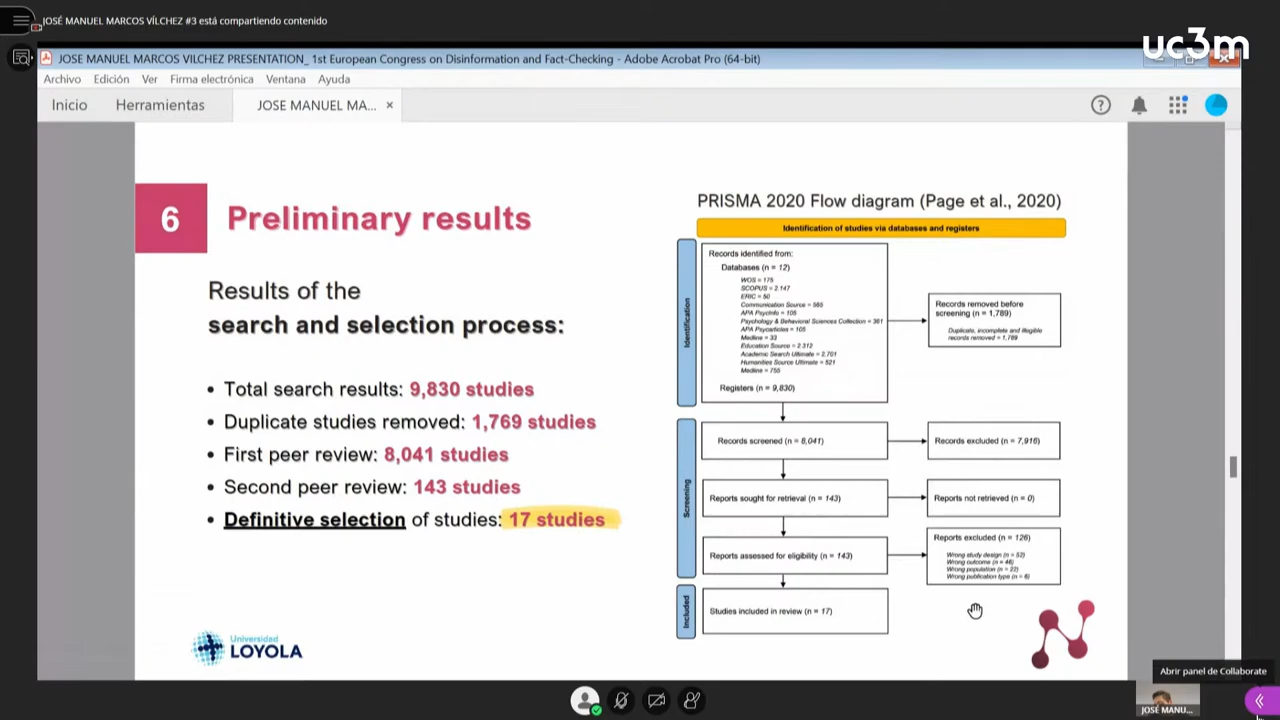 JOSÉ MANUEL MARCOS VÍLCHEZ #3 está compartiendo contenido
uc3m
JOSE MANUEL MARCOS VILCHEZ PRESENTATION_ 1st European Congress on Disinformation and Fact-Checking - Adobe Acrobat Pro (64-bit)
Archivo Edición Ver Firma electrónica Ventana Ayuda
Inicio Herramientas JOSE MANUEL MA... ×
6 Preliminary results
Results of the
search and selection process:
• Total search results: 9,830 studies
• Duplicate studies removed: 1,769 studies
• First peer review: 8,041 studies
• Second peer review: 143 studies
• Definitive selection of studies: 17 studies
Universidad
LOYOLA
PRISMA 2020 Flow diagram (Page et al., 2020)
Identification of studies via databases and registers
Identification
Records identified from:
Databases (n = 12)
WOS = 175
SCOPUS = 2.147
ERIC = 50
Communication Source = 565
APA PsycInfo = 105
Psychology & Behavioral Sciences Collection = 361
APA Psycarticles = 105
Medline = 33
Education Source = 2.312
Academic Search Ultimate = 2.701
Humanities Source Ultimate = 521
Medline = 755
Registers (n = 9,830)
Records removed before
screening (n = 1,789)
Duplicate, incomplete and illegible
records removed = 1,789
Screening
Records screened (n = 8,041)
Records excluded (n = 7,916)
Reports sought for retrieval (n = 143)
Reports not retrieved (n = 0)
Reports assessed for eligibility (n = 143)
Reports excluded (n = 126)
Wrong study design (n = 52)
Wrong outcome (n = 46)
Wrong population (n = 22)
Wrong publication type (n = 6)
Included
Studies included in review (n = 17)
Abrir panel de Collaborate
JOSÉ MANU...